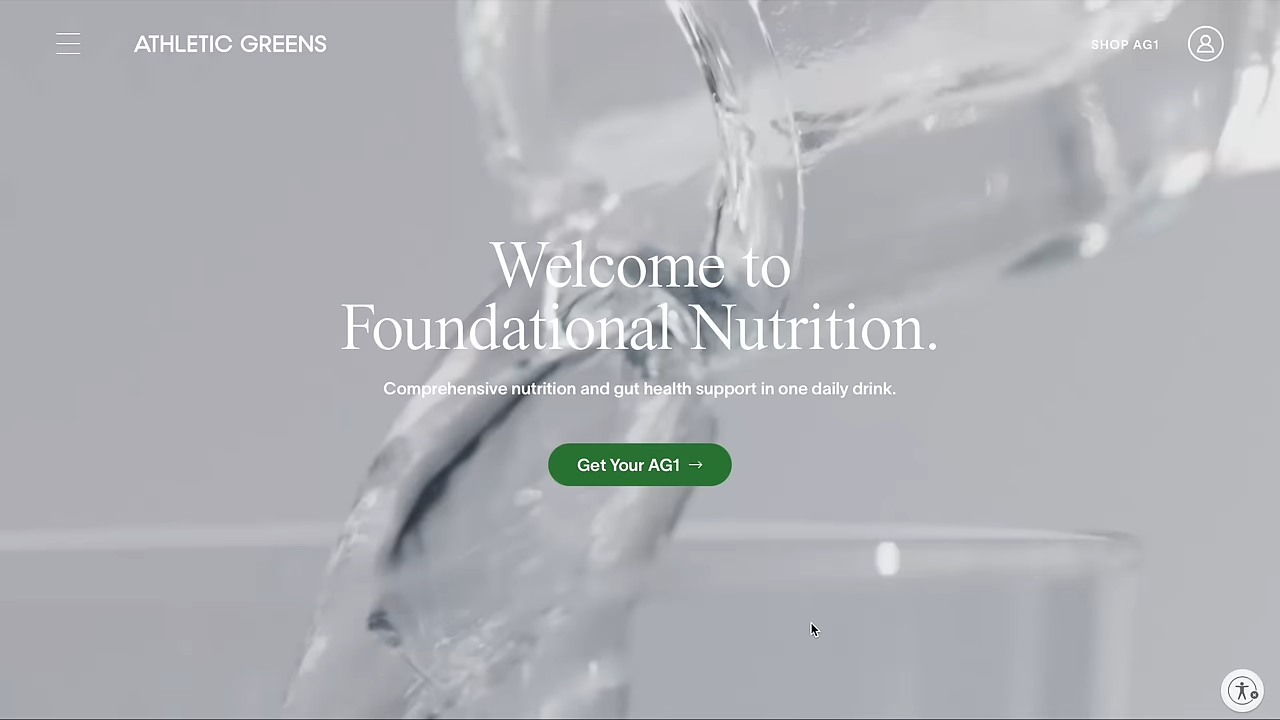 ATHLETIC GREENS
SHOP AG1
Welcome to
Foundational Nutrition.
Comprehensive nutrition and gut health support in one daily drink.
Get Your AG1 →